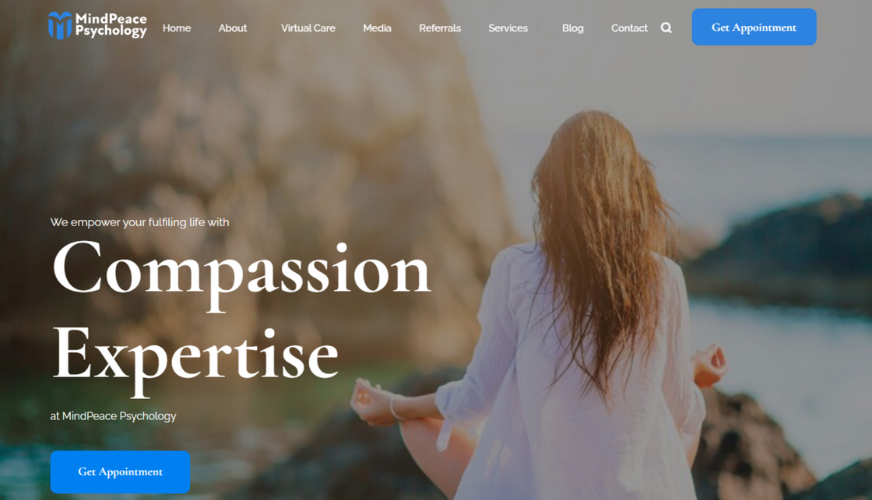 MindPeace
Psychology
Home About Virtual Care Media Referrals Services Blog Contact
Get Appointment
We empower your fulfiling life with
Compassion
Expertise
at MindPeace Psychology
Get Appointment